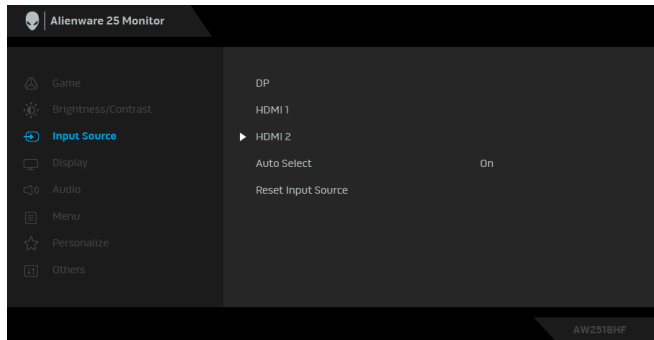 Alienware 25 Monitor
Game
DP
Brightness/Contrast
HDMI 1
Input Source
HDMI 2
Display
Auto Select On
Audio
Reset Input Source
Menu
Personalize
Others
AW2518HF